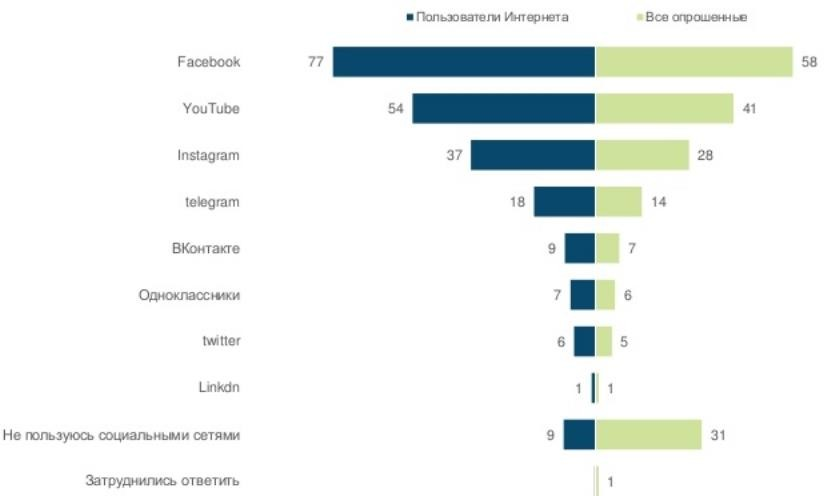 Пользователи Интернета Все опрошенные
Facebook 77 58
YouTube 54 41
Instagram 37 28
telegram 18 14
ВКонтакте 9 7
Одноклассники 7 6
twitter 6 5
Linkdn 1 1
Не пользуюсь социальными сетями 9 31
Затруднились ответить 1